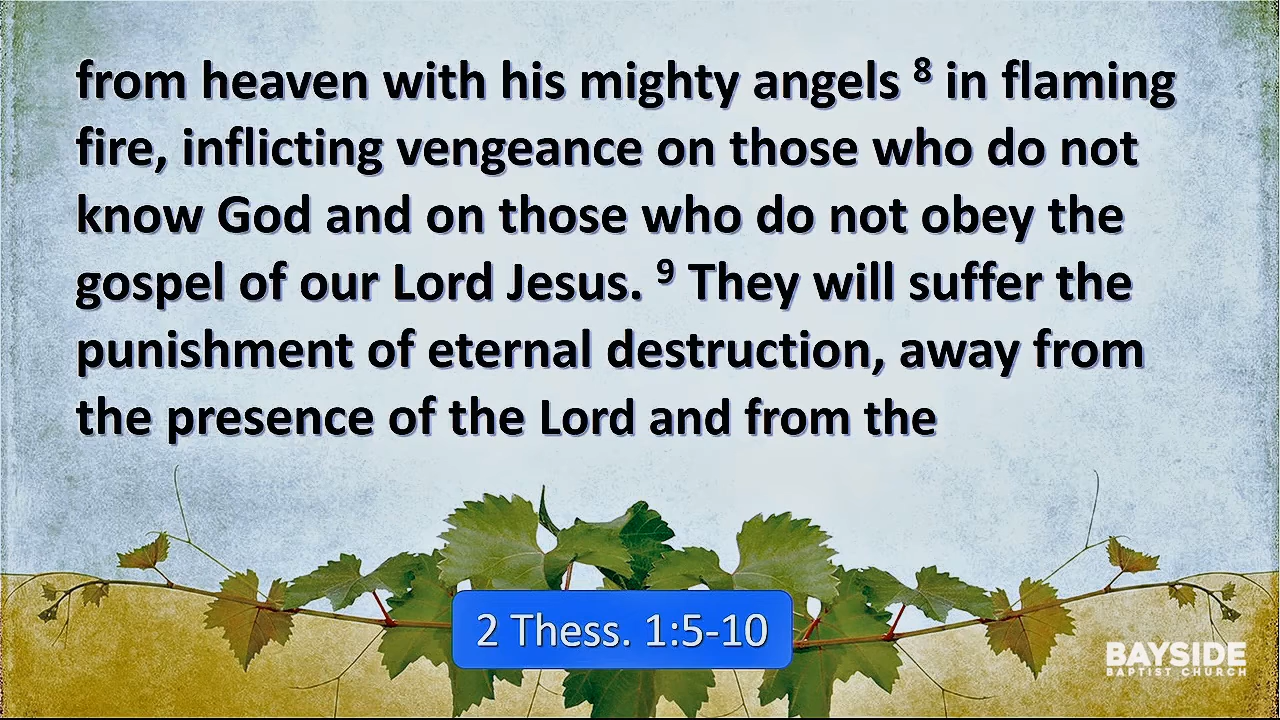 from heaven with his mighty angels ⁸ in flaming
fire, inflicting vengeance on those who do not
know God and on those who do not obey the
gospel of our Lord Jesus. ⁹ They will suffer the
punishment of eternal destruction, away from
the presence of the Lord and from the
2 Thess. 1:5-10
BAYSIDE
BAPTIST CHURCH